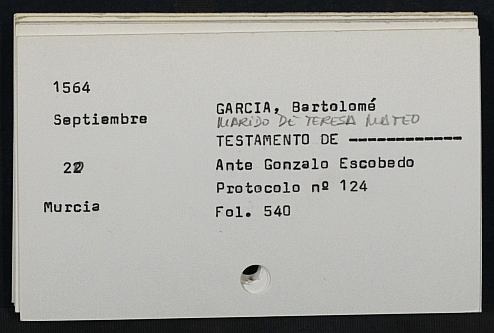 1564
Septiembre
22
Murcia
GARCIA, Bartolomé
MARIDO DE TERESA MATEO
TESTAMENTO DE ------------
Ante Gonzalo Escobedo
Protocolo nº 124
Fol. 540